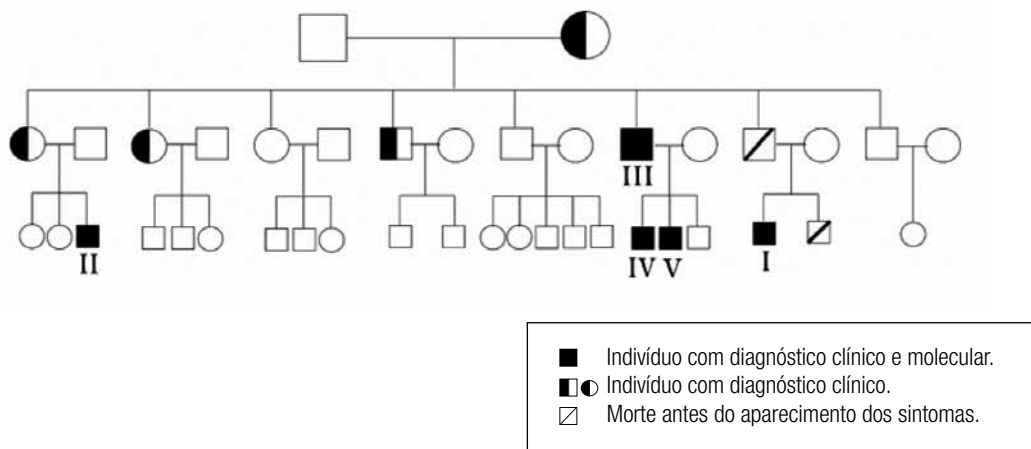 III
II
IV V
I
Indivíduo com diagnóstico clínico e molecular.
Indivíduo com diagnóstico clínico.
Morte antes do aparecimento dos sintomas.